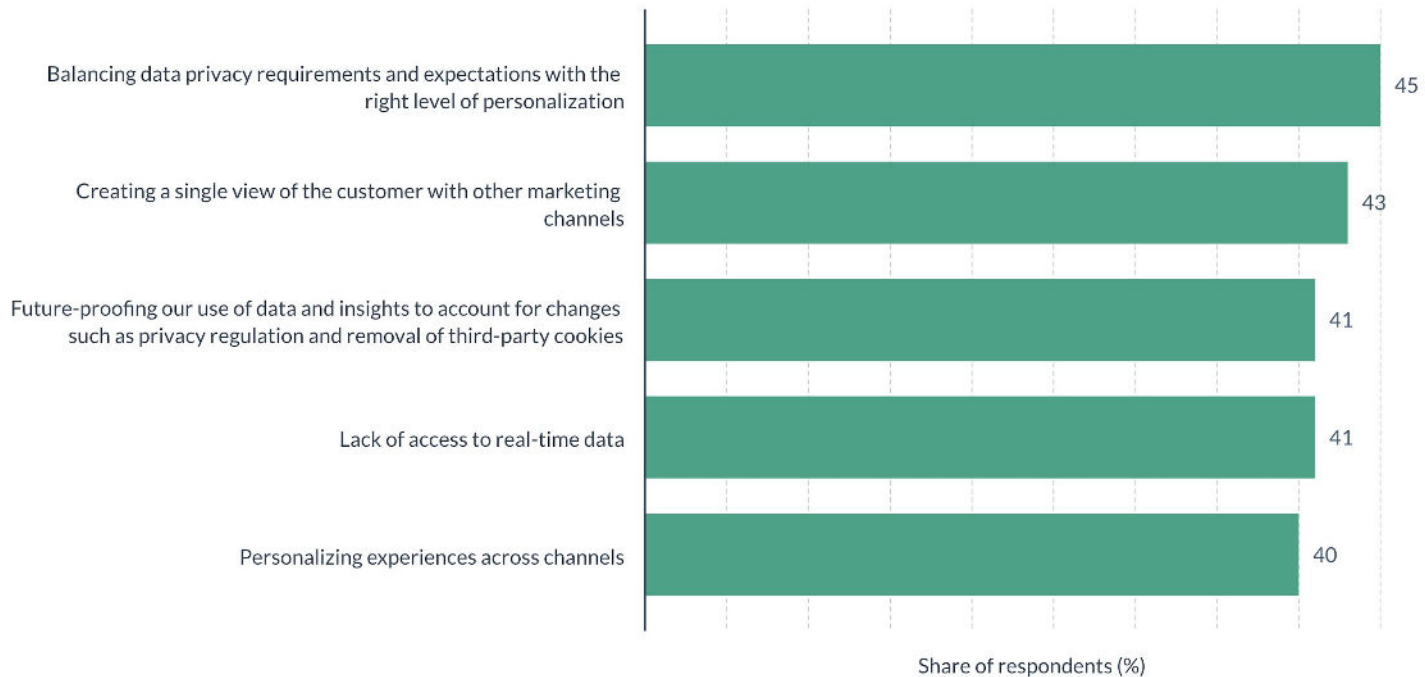 Balancing data privacy requirements and expectations with the
right level of personalization
45
Creating a single view of the customer with other marketing
channels
43
Future-proofing our use of data and insights to account for changes
such as privacy regulation and removal of third-party cookies
41
Lack of access to real-time data
41
Personalizing experiences across channels
40
Share of respondents (%)